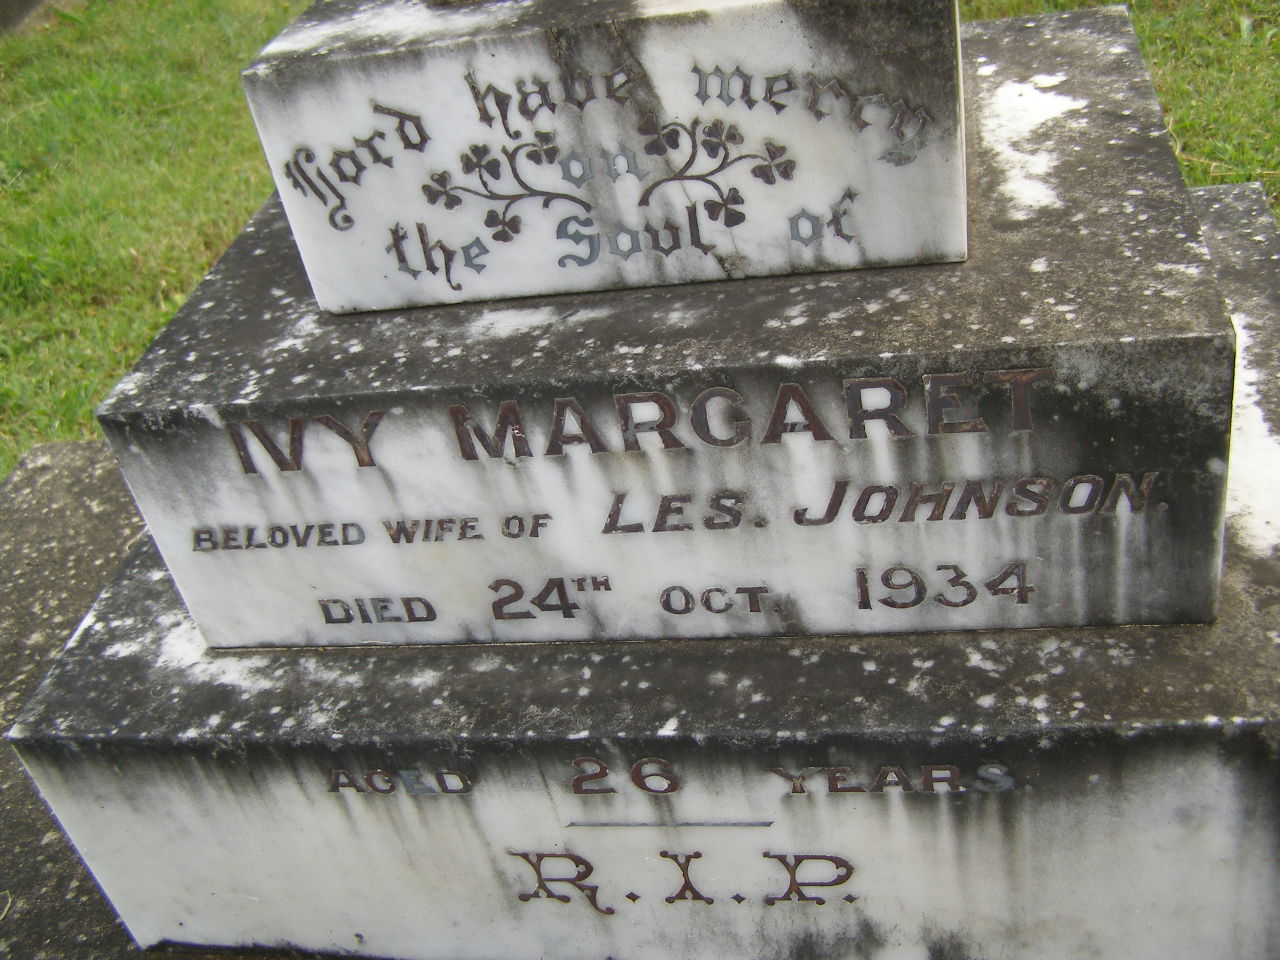 Lord have mercy
on
the Soul of
IVY MARGARET
BELOVED WIFE OF LES. JOHNSON.
DIED 24TH OCT. 1934
AGED 26 YEARS.
R.I.P.